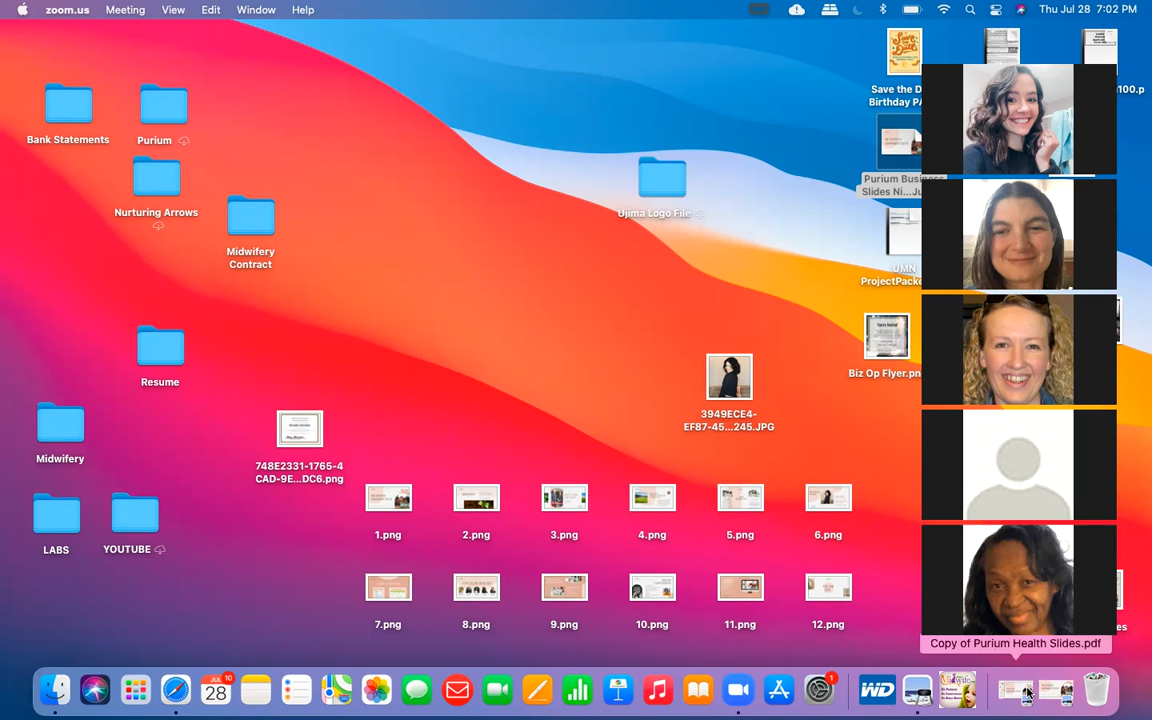 zoom.us Meeting View Edit Window Help
Thu Jul 28 7:02 PM
Save the D
Birthday PA
100.p
Bank Statements
Purium
Purium Business
Slides Ni...Ju
Nurturing Arrows
Ujima Logo File
Midwifery
Contract
UMN
ProjectPacke
Resume
Biz Op Flyer.pn
3949ECE4-
EF87-45...245.JPG
Midwifery
748E2331-1765-4
CAD-9E...DC6.png
1.png
2.png
3.png
4.png
5.png
6.png
LABS
YOUTUBE
7.png
8.png
9.png
10.png
11.png
12.png
es
Copy of Purium Health Slides.pdf
JUL
28
10
1
WD